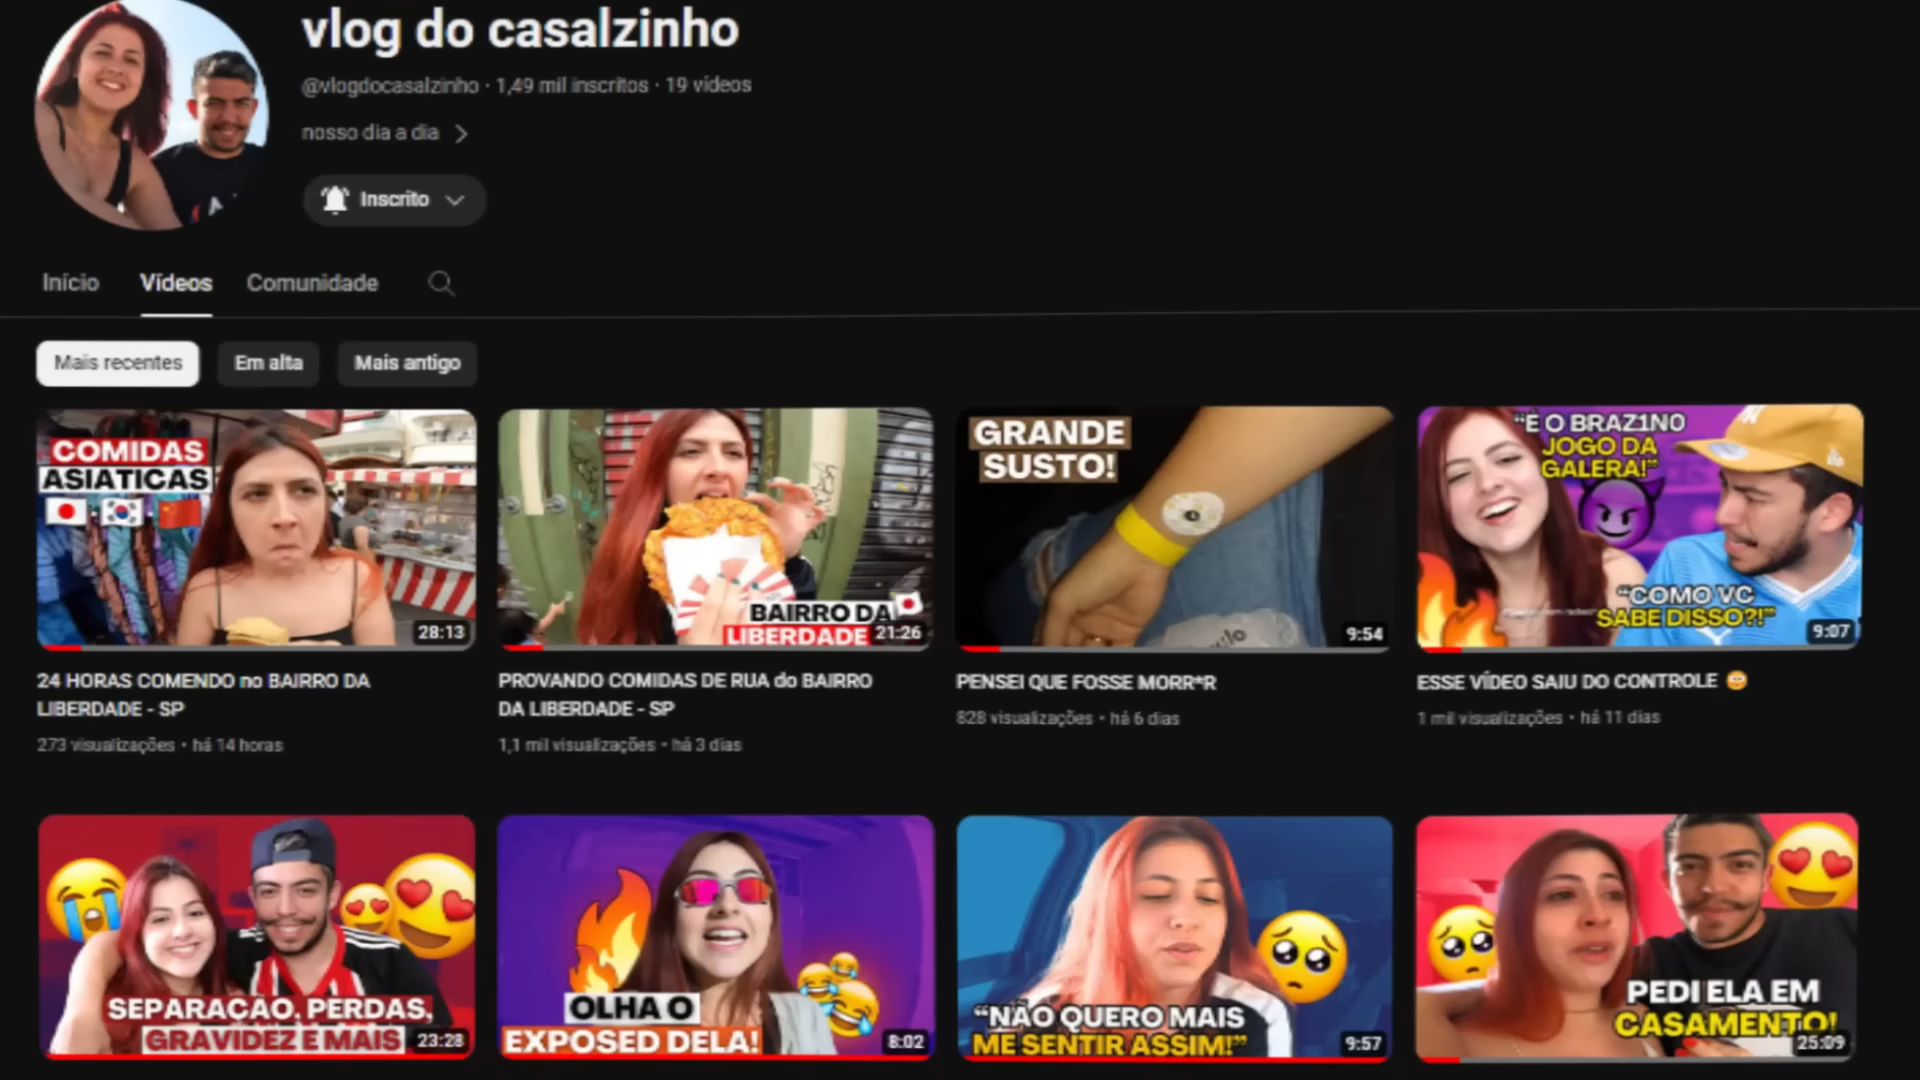 vlog do casalzinho
@vlogdocasalzinho · 1,49 mil inscritos · 19 vídeos
nosso dia a dia
Inscrito
Início Vídeos Comunidade
Mais recentes Em alta Mais antigo
COMIDAS
ASIATICAS
28:13
BAIRRO DA
LIBERDADE
21:26
GRANDE
SUSTO!
9:54
"É O BRAZ1N0
JOGO DA
GALERA!"
"COMO VC
SABE DISSO?!"
9:07
24 HORAS COMENDO no BAIRRO DA
LIBERDADE - SP
273 visualizações • há 14 horas
PROVANDO COMIDAS DE RUA do BAIRRO
DA LIBERDADE - SP
1,1 mil visualizações • há 3 dias
PENSEI QUE FOSSE MORR*R
828 visualizações • há 6 dias
ESSE VÍDEO SAIU DO CONTROLE
1 mil visualizações • há 11 dias
SEPARAÇÃO, PERDAS,
GRAVIDEZ E MAIS
23:28
OLHA O
EXPOSED DELA!
8:02
"NÃO QUERO MAIS
ME SENTIR ASSIM!"
9:57
PEDI ELA EM
CASAMENTO!
25:09